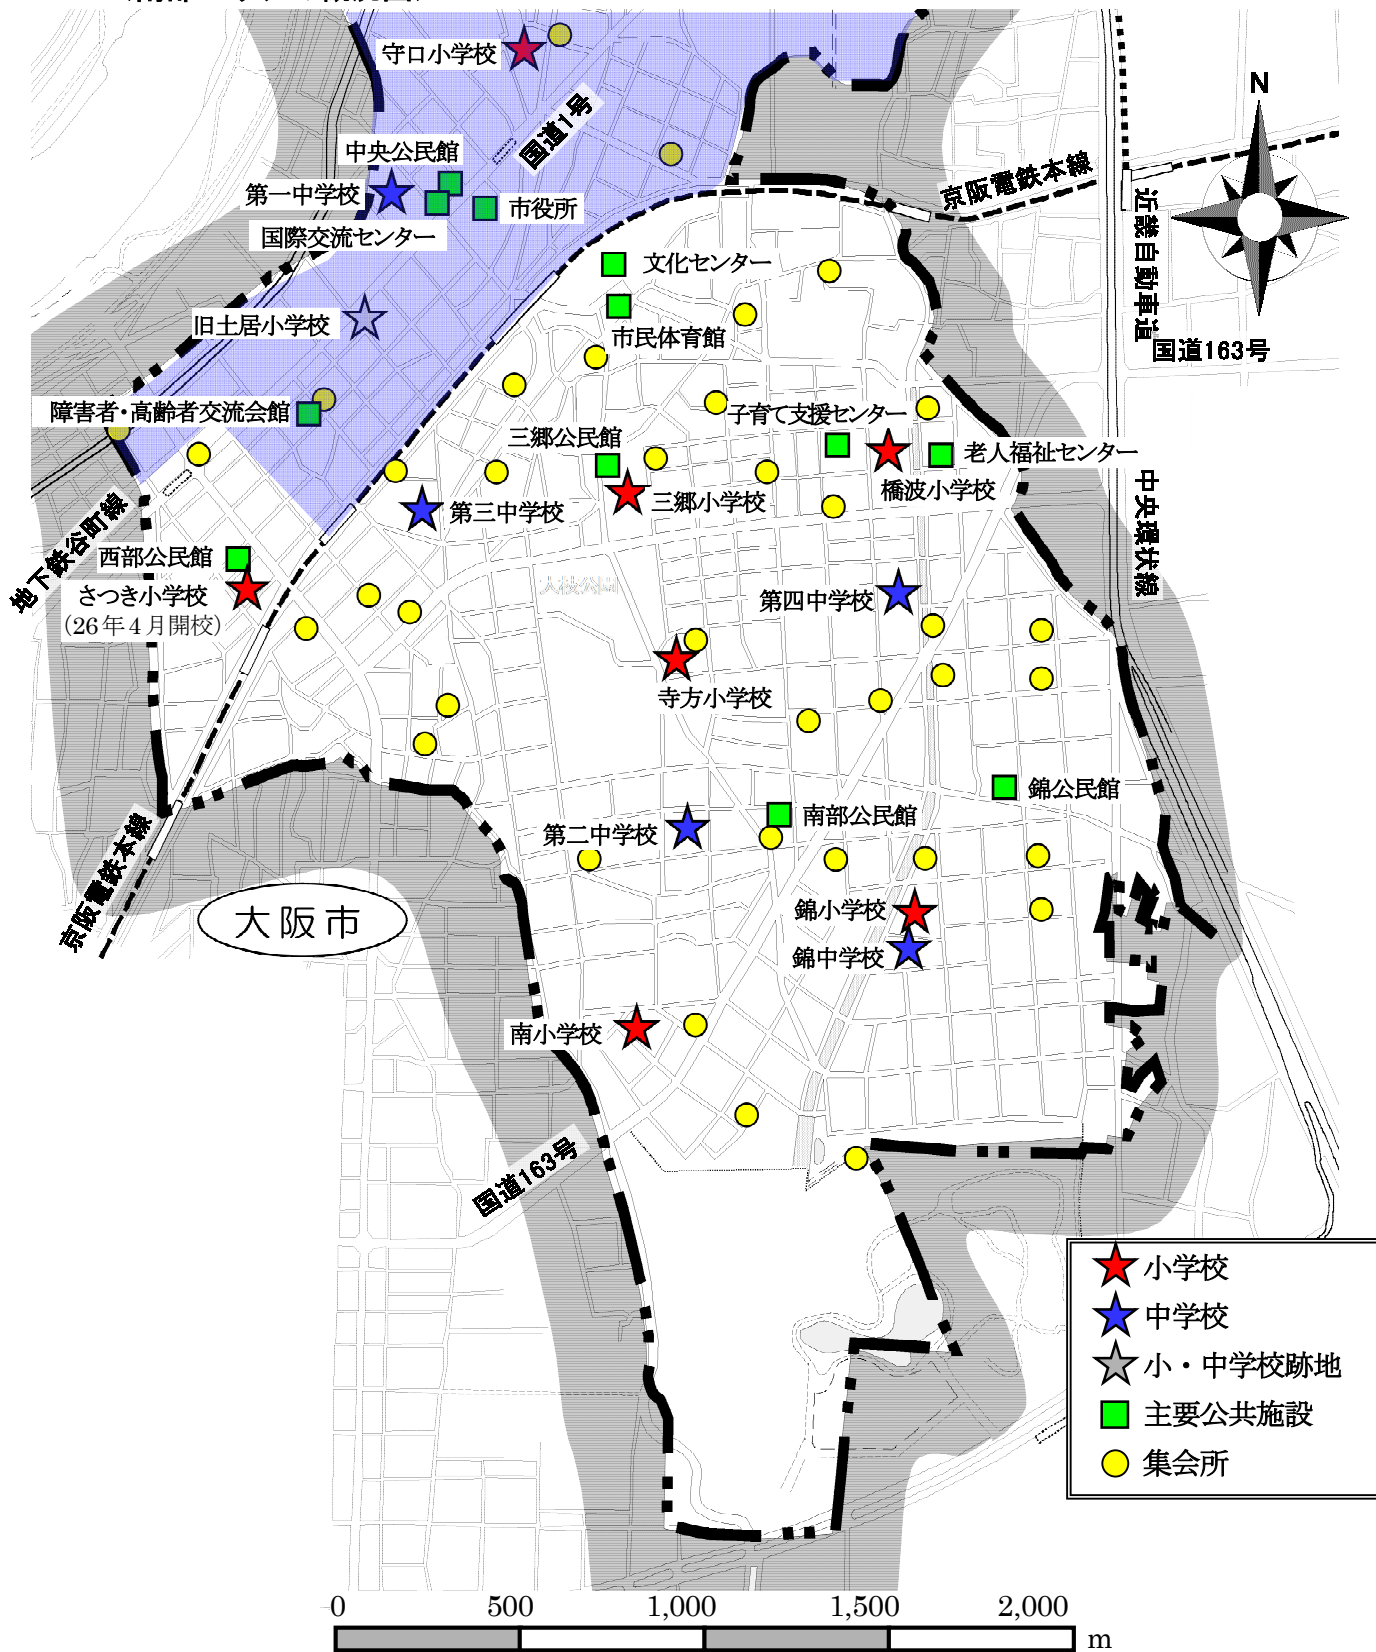 守口小学校
国道1号
中央公民館
第一中学校
市役所
国際交流センター
京阪電鉄本線
近畿自動車道
N
文化センター
旧土居小学校
市民体育館
国道163号
障害者・高齢者交流会館
子育て支援センター
三郷公民館
老人福祉センター
橋波小学校
三郷小学校
第三中学校
中央環状線
地下鉄谷町線
西部公民館
さつき小学校
(26年4月開校)
大枝公園
第四中学校
寺方小学校
錦公民館
南部公民館
第二中学校
京阪電鉄本線
大阪市
錦小学校
錦中学校
南小学校
国道163号
小学校
中学校
小・中学校跡地
主要公共施設
集会所
0 500 1,000 1,500 2,000
m